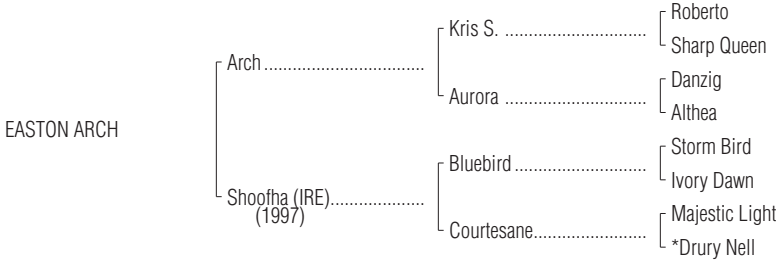 Roberto
Kris S. ................................
Sharp Queen
Arch ....................................
Danzig
Aurora ................................
Althea
EASTON ARCH
Storm Bird
Bluebird ..............................
Ivory Dawn
Shoofha (IRE)......................
(1997)
Majestic Light
Courtesane..........................
*Drury Nell